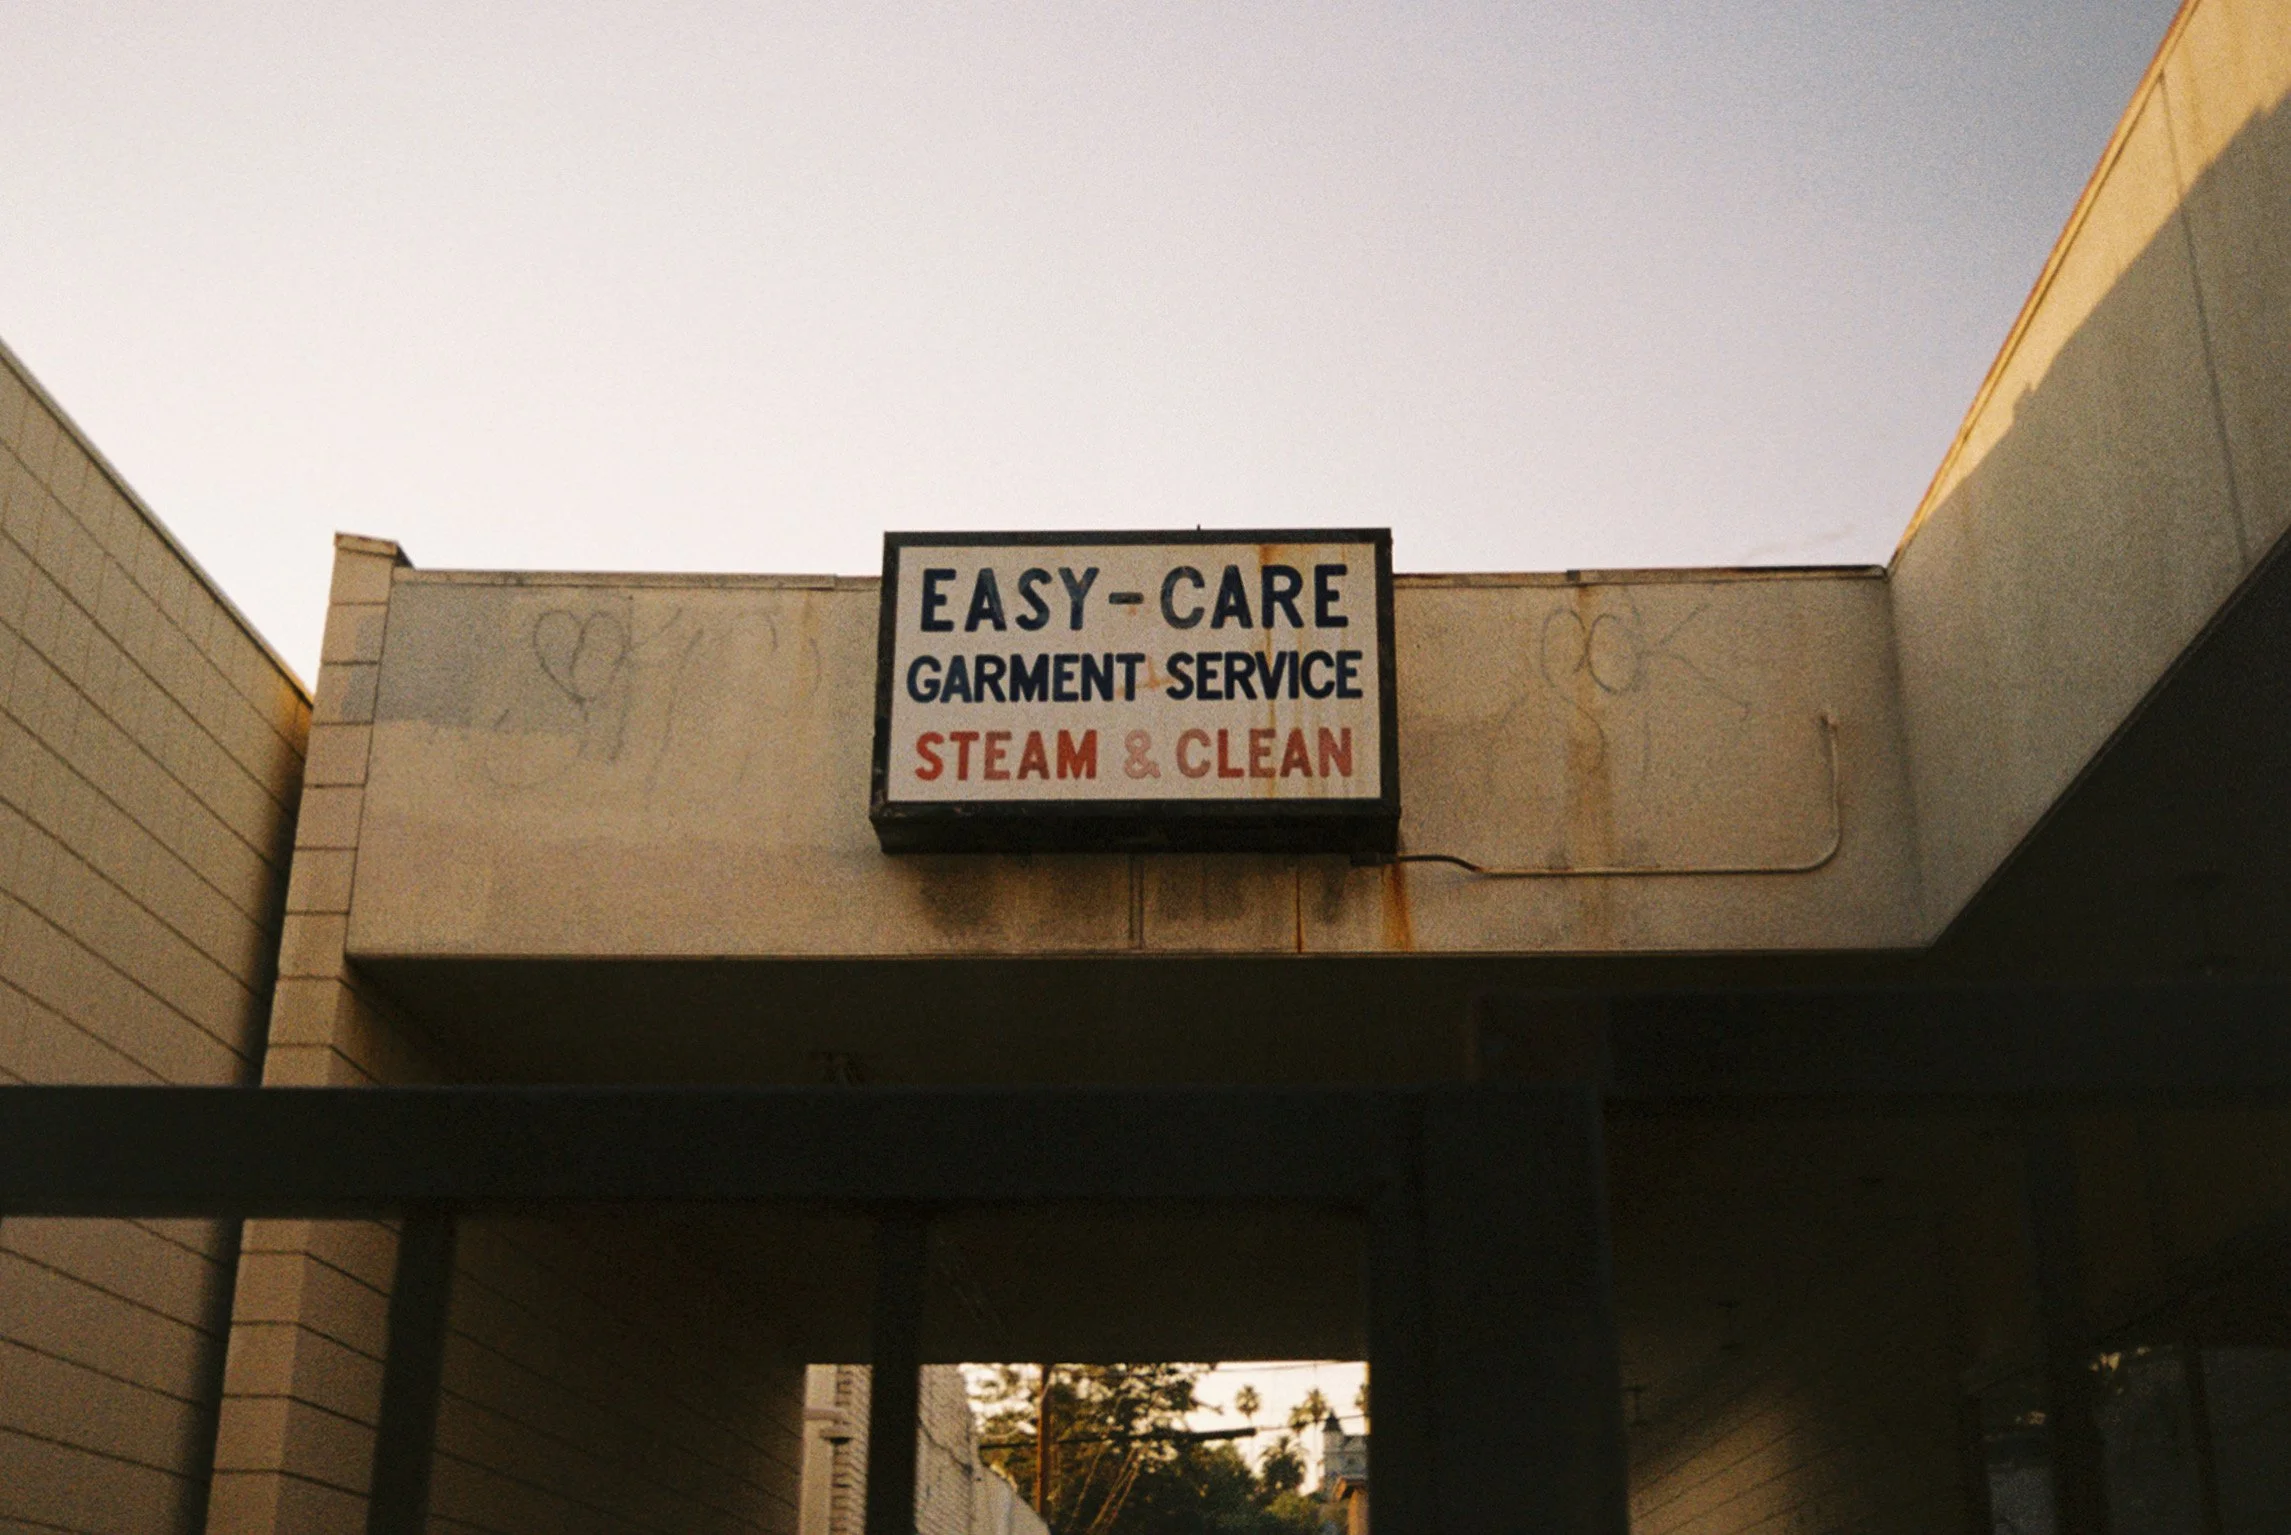 EASY-CARE
GARMENT SERVICE
STEAM & CLEAN